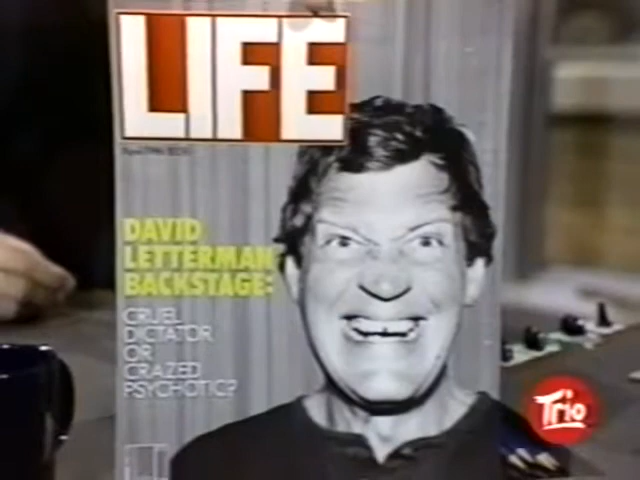 LIFE
DAVID
LETTERMAN
BACKSTAGE:
CRUEL
DICTATOR
OR
CRAZED
PSYCHOTIC?
Trio